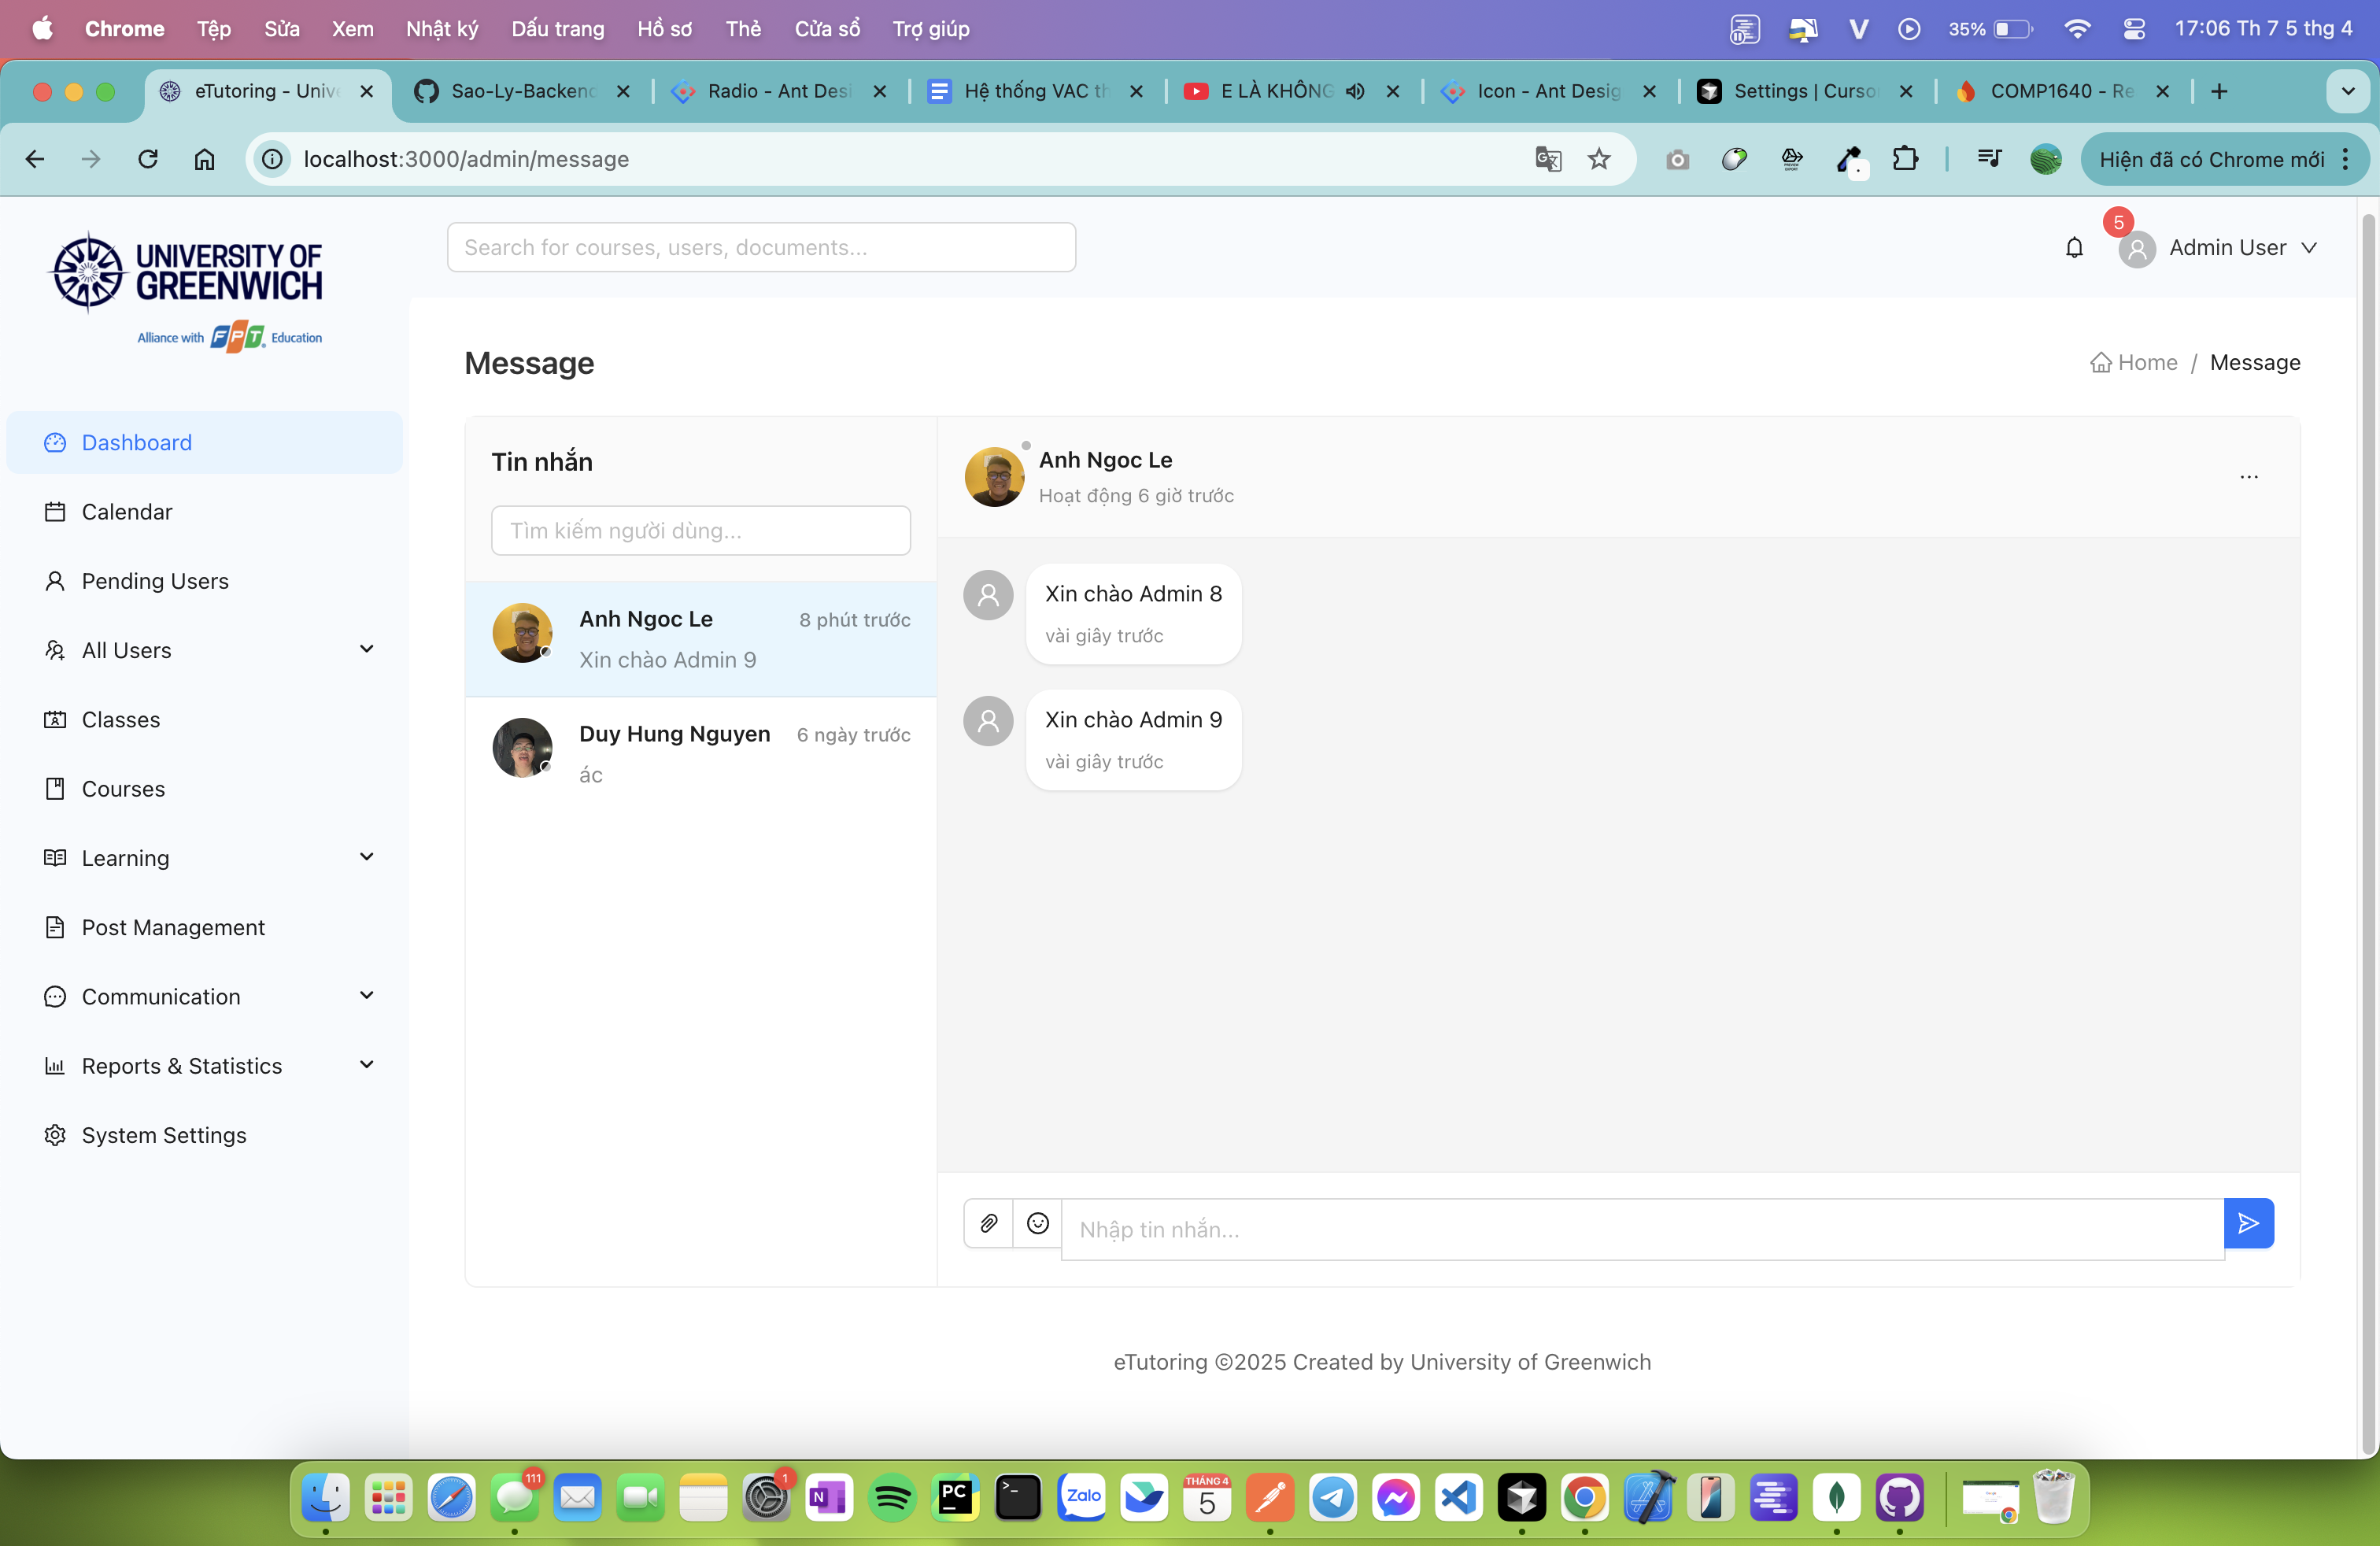 Chrome Tệp Sửa Xem Nhật ký Dấu trang Hồ sơ Thẻ Cửa sổ Trợ giúp 35% 17:06 Th 7 5 thg 4
eTutoring - Unive Sao-Ly-Backend Radio - Ant Desi Hệ thống VAC th E LÀ KHÔNG Icon - Ant Desig Settings | Curso COMP1640 - Re
localhost:3000/admin/message
Hiện đã có Chrome mới
UNIVERSITY OF
GREENWICH
Alliance with FPT Education
Search for courses, users, documents...
5
Admin User
Message
Home / Message
Dashboard
Calendar
Pending Users
All Users
Classes
Courses
Learning
Post Management
Communication
Reports & Statistics
System Settings
Tin nhắn
Tìm kiếm người dùng...
Anh Ngoc Le 8 phút trước
Xin chào Admin 9
Duy Hung Nguyen 6 ngày trước
ác
Anh Ngoc Le
Hoạt động 6 giờ trước
...
Xin chào Admin 8
vài giây trước
Xin chào Admin 9
vài giây trước
Nhập tin nhắn...
eTutoring ©2025 Created by University of Greenwich
111
1
N
PC
>_
Zalo
THÁNG 4
5